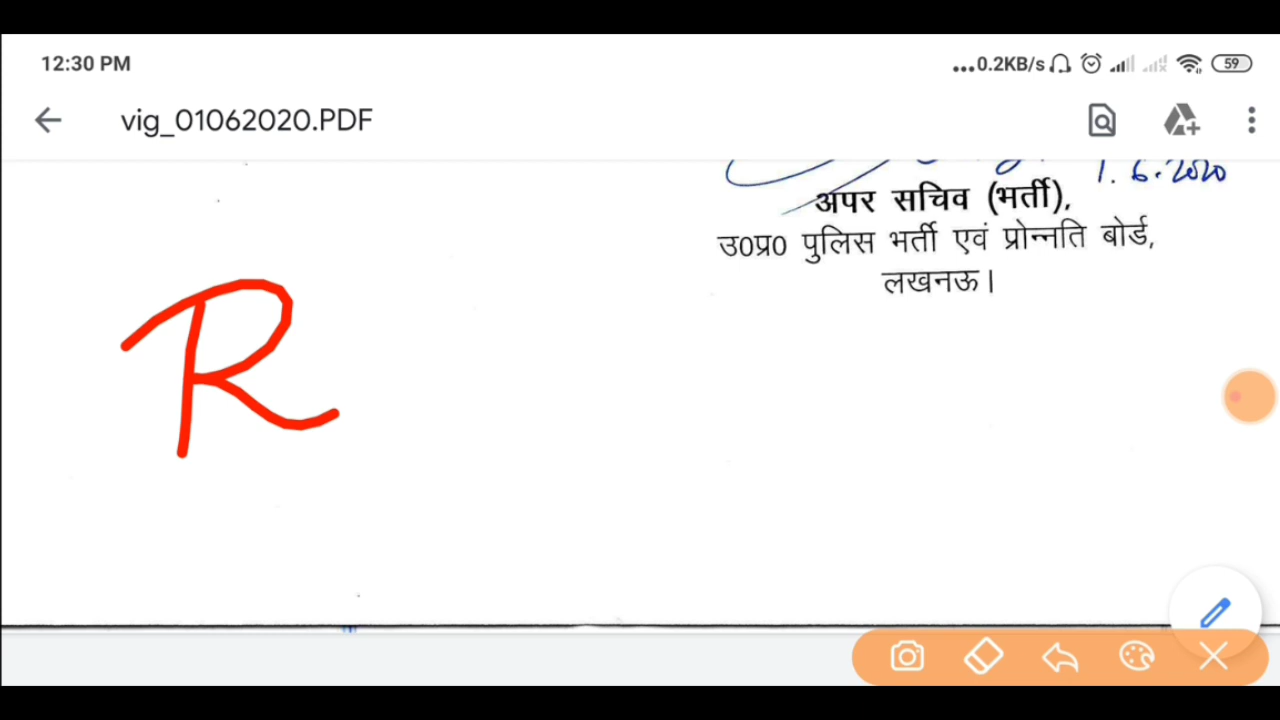 12:30 PM
...0.2KB/s 59
vig_01062020.PDF
1.6.2020
अपर सचिव (भर्ती),
उ0प्र0 पुलिस भर्ती एवं प्रोन्नति बोर्ड,
लखनऊ।
R